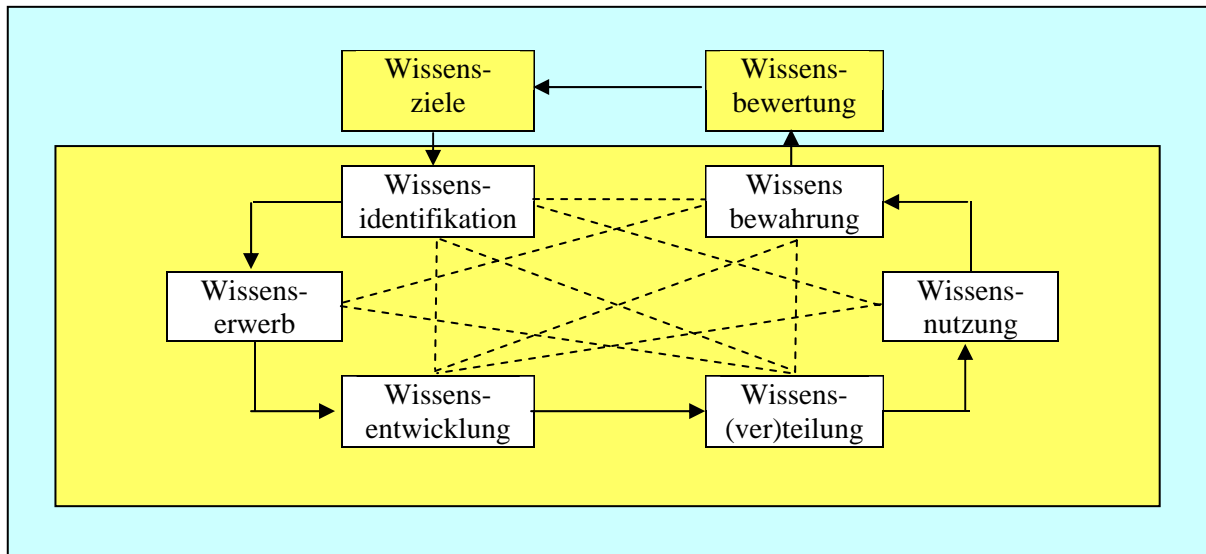 Wissens-
ziele
Wissens-
bewertung
Wissens-
identifikation
Wissens
bewahrung
Wissens-
erwerb
Wissens-
nutzung
Wissens-
entwicklung
Wissens-
(ver)teilung